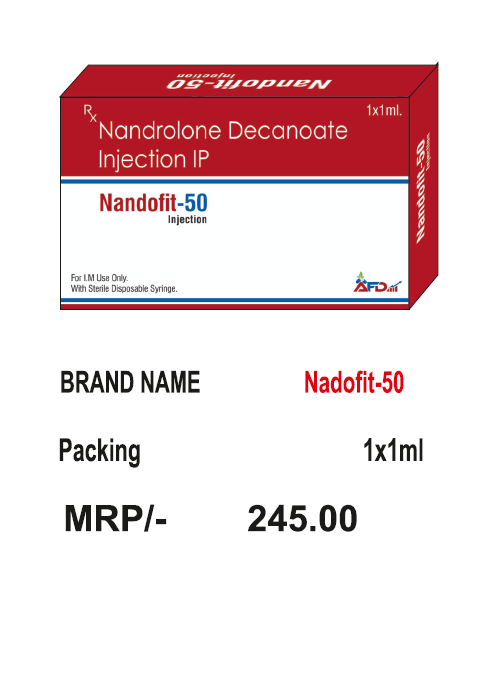 Nandofit-50
Injection
Rx
1x1ml.
Nandrolone Decanoate
Injection IP
Nandofit-50
Injection
Nandofit-50
Injection
For I.M Use Only.
With Sterile Disposable Syringe.
AFD
BRAND NAME Nadofit-50
Packing 1x1ml
MRP/- 245.00